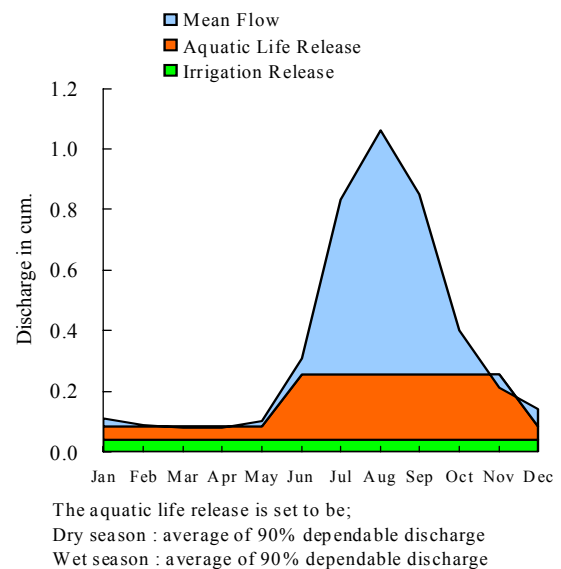 Mean Flow
Aquatic Life Release
Irrigation Release
1.2
1.0
0.8
0.6
0.4
0.2
0.0
Discharge in cum.
Jan Feb Mar Apr May Jun Jul Aug Sep Oct Nov Dec
The aquatic life release is set to be;
Dry season : average of 90% dependable discharge
Wet season : average of 90% dependable discharge